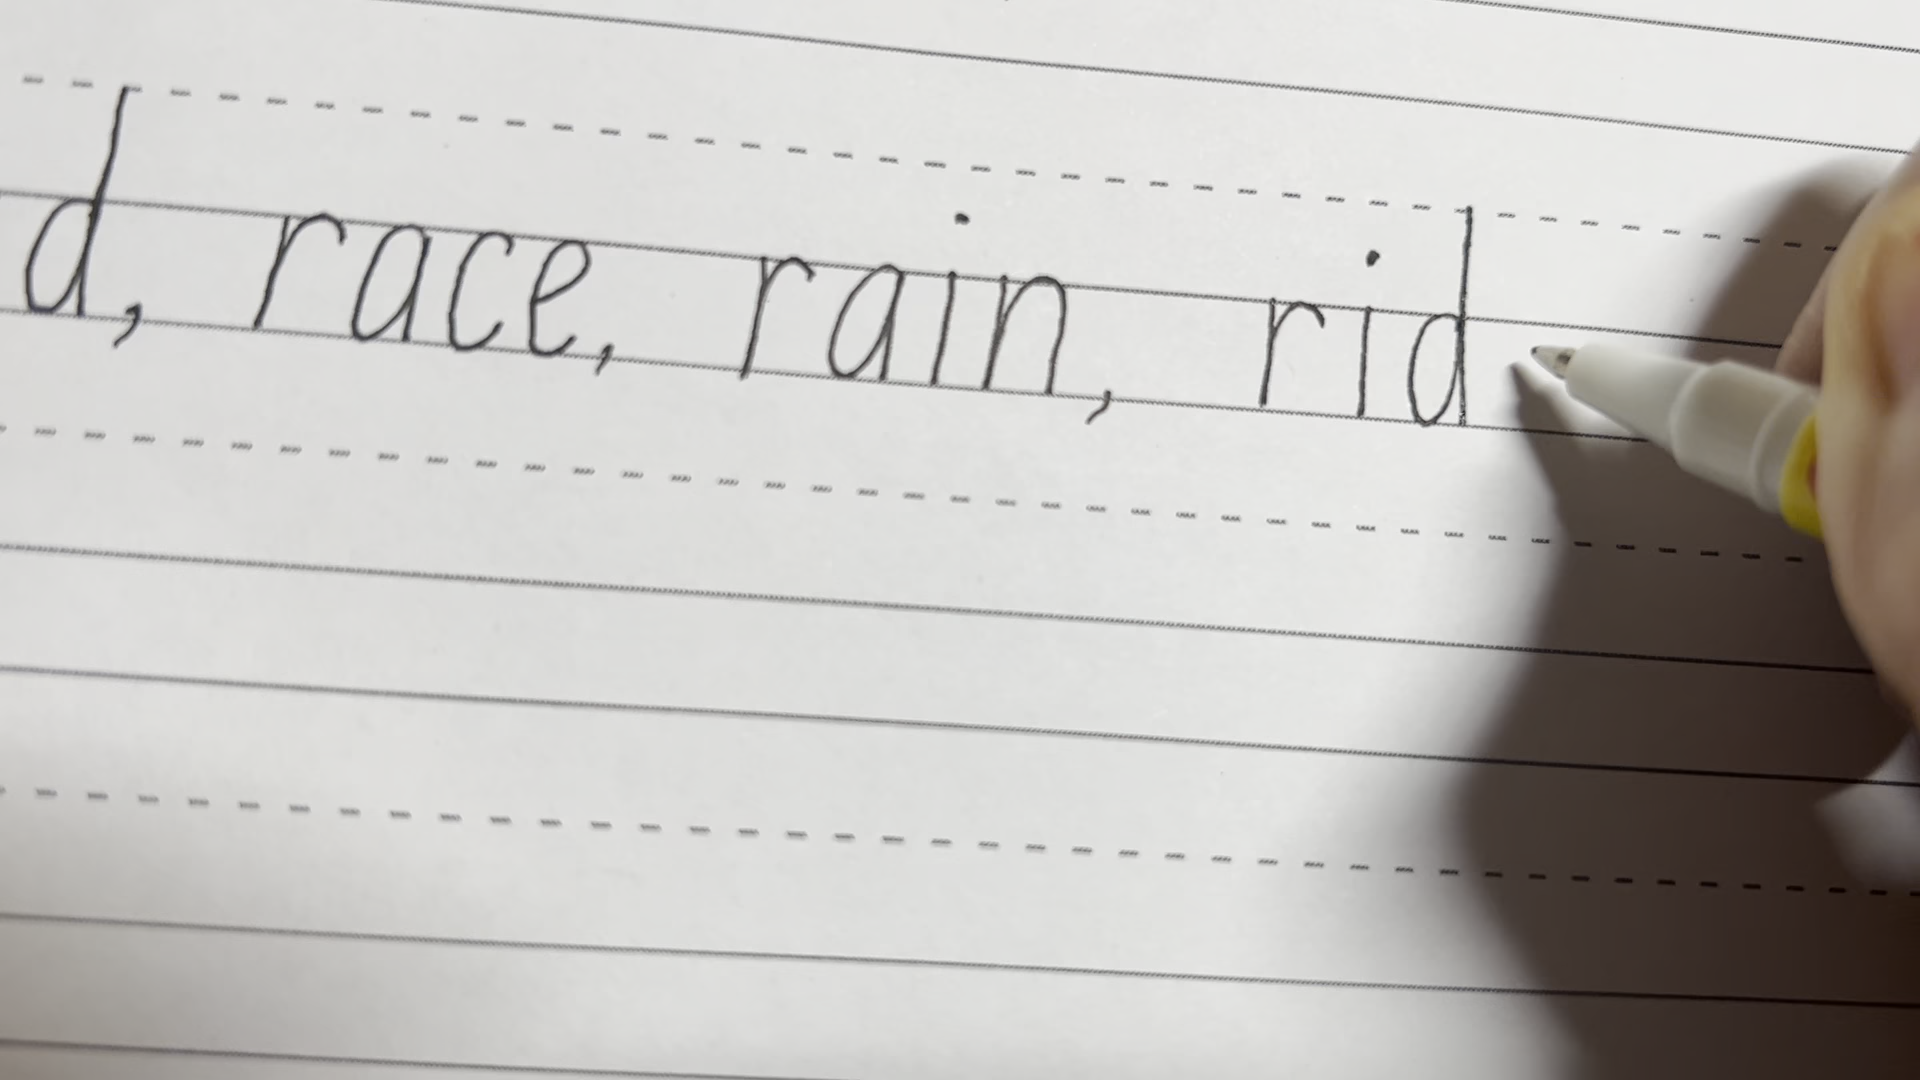 d, race, rain, rid